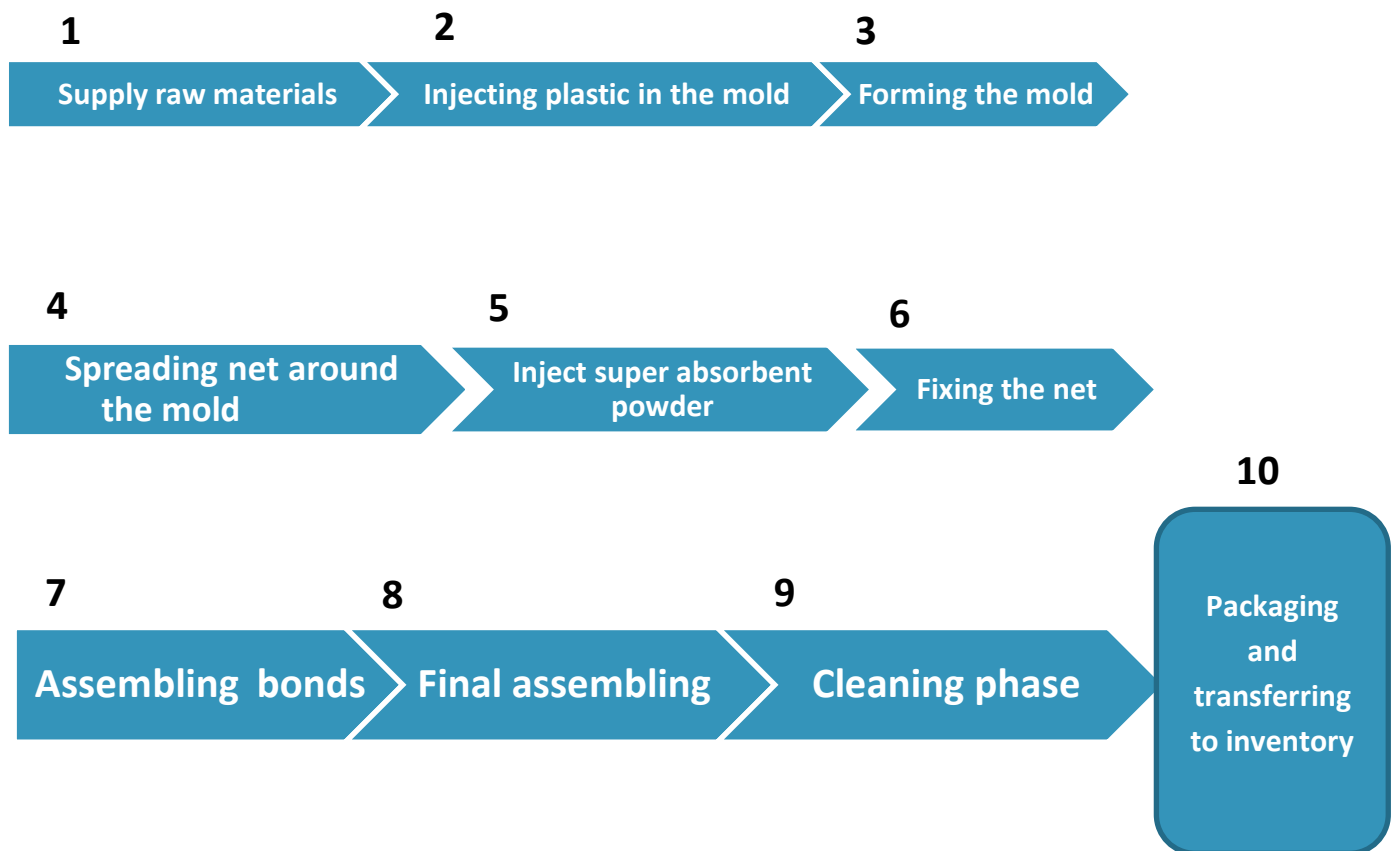 1
2
3
Supply raw materials
Injecting plastic in the mold
Forming the mold
4
5
6
Spreading net around
the mold
Inject super absorbent
powder
Fixing the net
7
8
9
10
Assembling  bonds
Final assembling
Cleaning phase
Packaging
and
transferring
to inventory